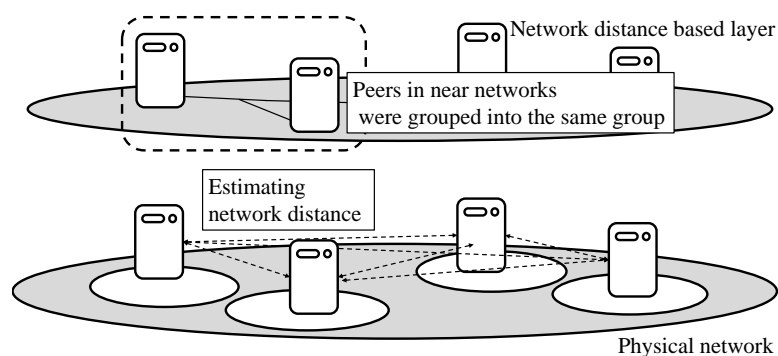 Network distance based layer
Peers in near networks
were grouped into the same group
Estimating
network distance
Physical network